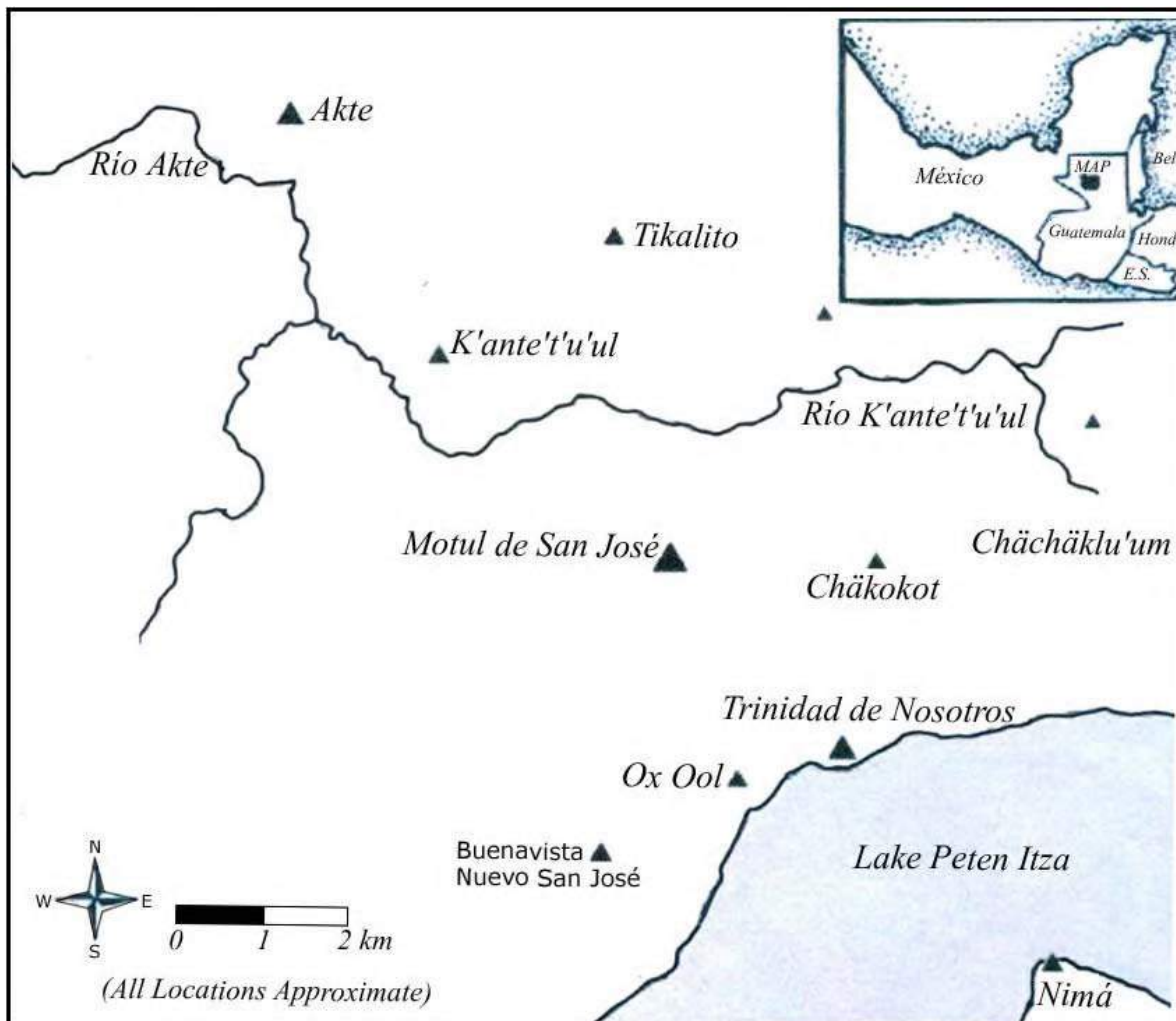 Akte
Río Akte
México
MAP
Bel
Guatemala
Hond
E.S.
Tikalito
K'ante't'u'ul
Río K'ante't'u'ul
Motul de San José
Chächäklu'um
Chäkokot
Trinidad de Nosotros
Ox Ool
Buenavista
Nuevo San José
Lake Peten Itza
N
W E
S
0 1 2 km
(All Locations Approximate)
Nimá